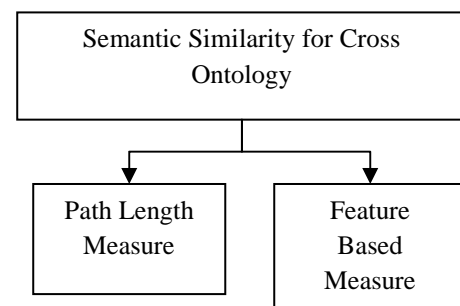 Semantic Similarity for Cross
Ontology
Path Length
Measure
Feature
Based
Measure